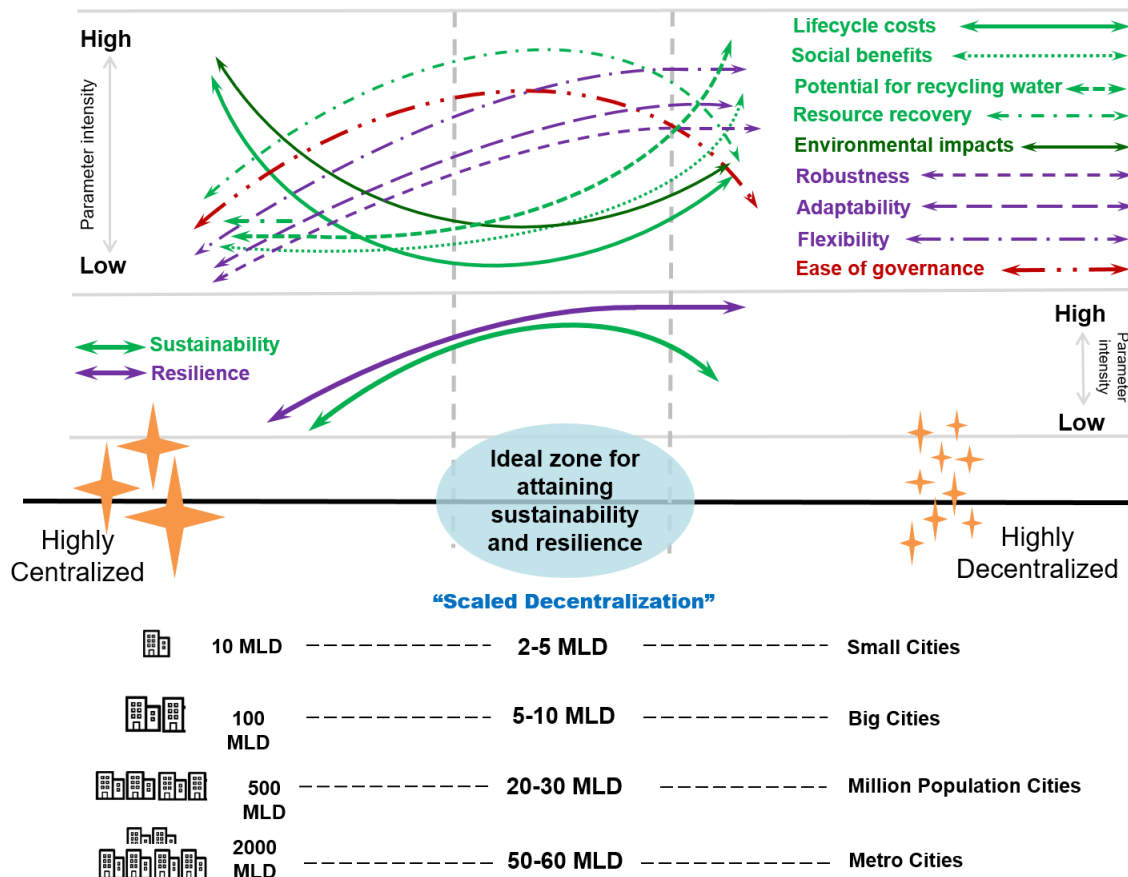 High
Parameter intensity
Low
Lifecycle costs
Social benefits
Potential for recycling water
Resource recovery
Environmental impacts
Robustness
Adaptability
Flexibility
Ease of governance
Sustainability
Resilience
High
Parameter
intensity
Low
Ideal zone for
attaining
sustainability
and resilience
Highly
Centralized
Highly
Decentralized
“Scaled Decentralization”
10 MLD
2-5 MLD
Small Cities
100
MLD
5-10 MLD
Big Cities
500
MLD
20-30 MLD
Million Population Cities
2000
MLD
50-60 MLD
Metro Cities